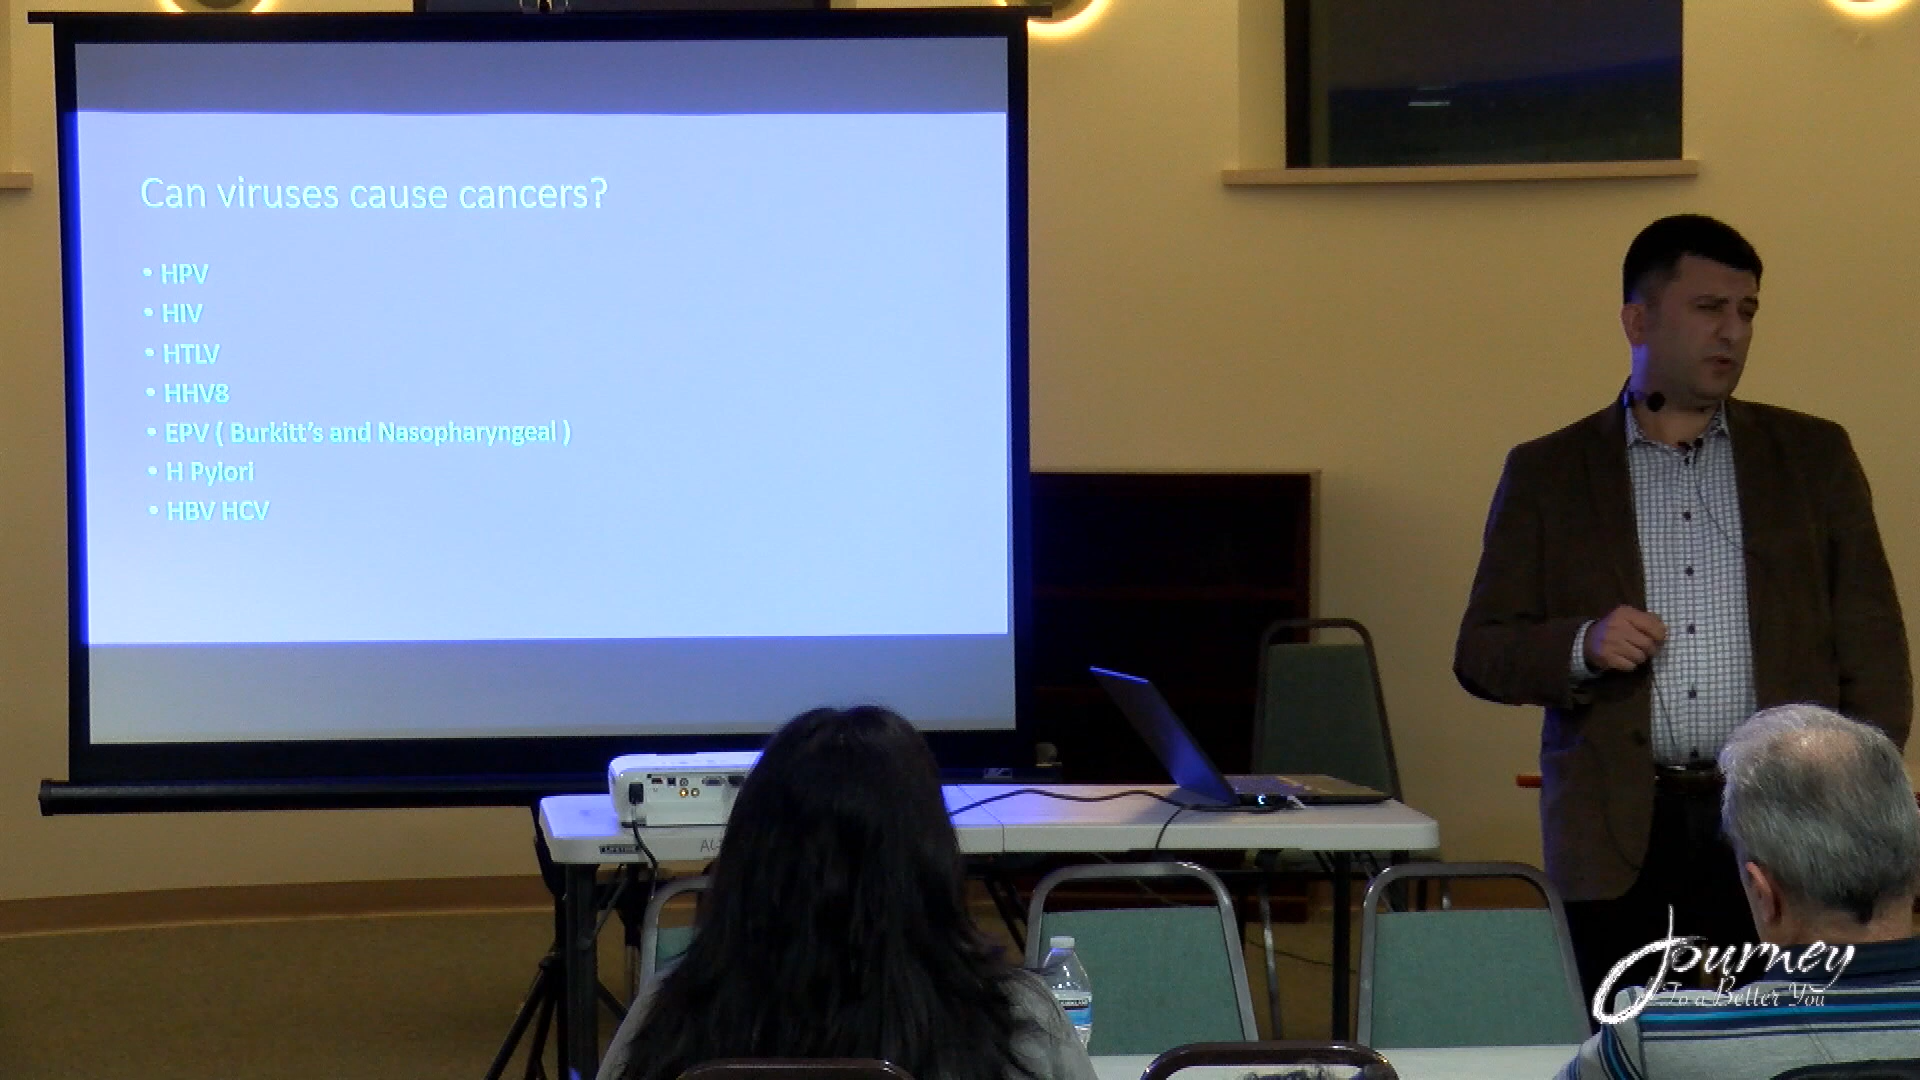 Can viruses cause cancers?
• HPV
• HIV
• HTLV
• HHV8
• EPV ( Burkitt's and Nasopharyngeal )
• H Pylori
• HBV HCV
LIFETIME
Journey
To a Better You